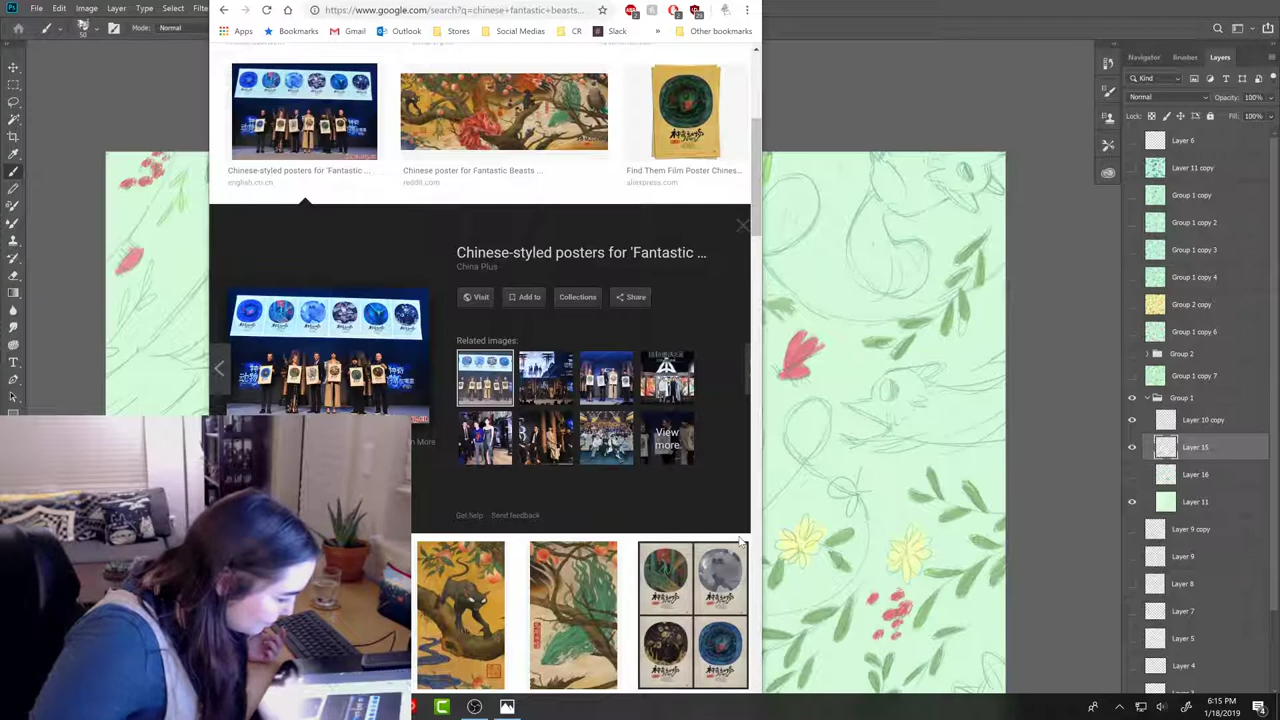 Ps File Image Layer Type Select
https://www.google.com/search?q=chinese+fantastic+beasts...
2 2 20
50
Mode: Normal
Apps Bookmarks Gmail Outlook Stores Social Medias CR Slack » Other bookmarks
Navigator Brushes Layers
Kind
Normal Opacity: 100%
Lock: Fill: 100%
Chinese-styled posters for 'Fantastic ...
english.cri.cn
Chinese poster for Fantastic Beasts ...
reddit.com
Find Them Film Poster Chines...
aliexpress.com
Chinese-styled posters for 'Fantastic ...
China Plus
Visit Add to Collections Share
Related images:
View
more
n More
Get help Send feedback
Layer 6
Layer 11 copy
Group 1 copy
Group 1 copy 2
Group 1 copy 3
Group 1 copy 4
Group 2 copy
Group 1 copy 6
Group 2
Group 1 copy 7
Group 1
Layer 10 copy
Layer 15
Layer 16
Layer 11
Layer 9 copy
Layer 9
Layer 8
Layer 7
Layer 5
Layer 4
6:15 PM
1/18/2019